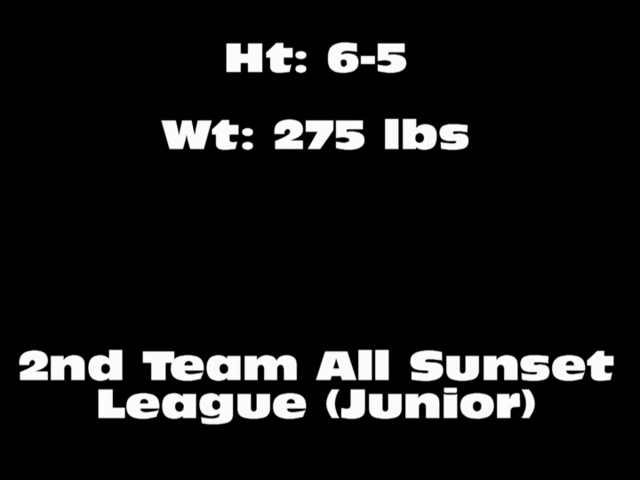 Ht: 6-5
Wt: 275 lbs
2nd Team All Sunset
League (Junior)